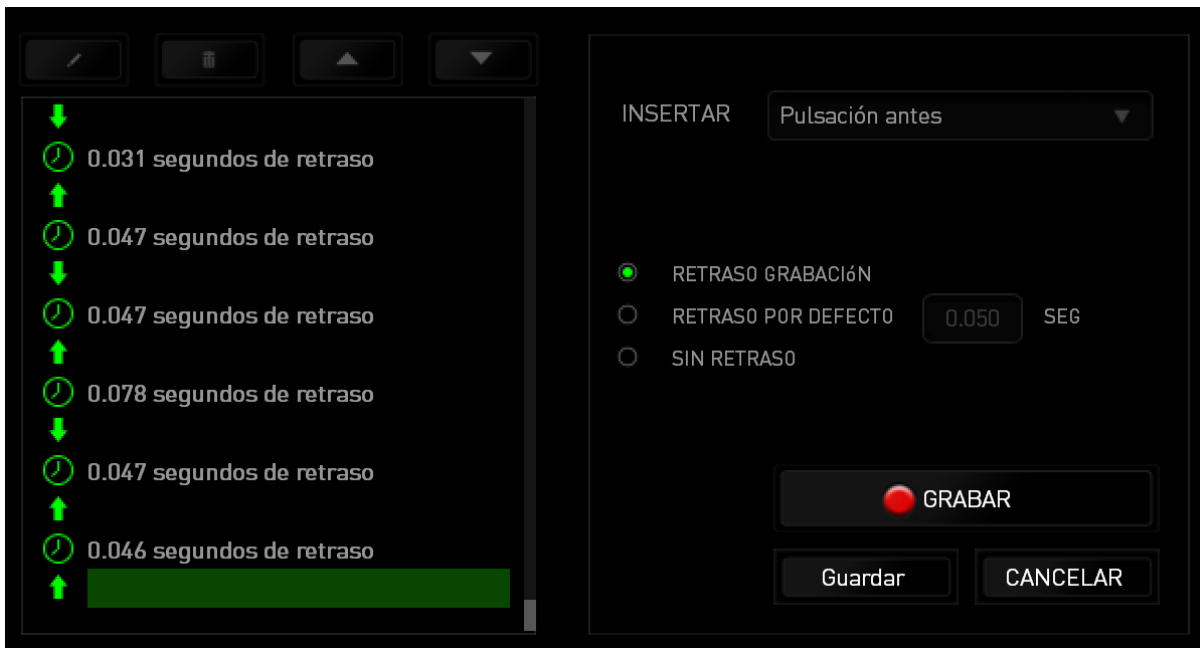 0.031 segundos de retraso
0.047 segundos de retraso
0.047 segundos de retraso
0.078 segundos de retraso
0.047 segundos de retraso
0.046 segundos de retraso
INSERTAR Pulsación antes
RETRASO GRABACIóN
RETRASO POR DEFECTO 0.050 SEG
SIN RETRASO
GRABAR
Guardar CANCELAR